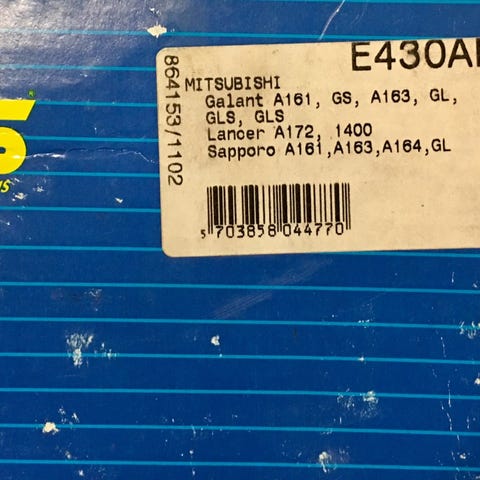 E430A
864153/1102
MITSUBISHI
Galant A161, GS, A163, GL,
GLS, GLS
Lancer A172, 1400
Sapporo A161,A163,A164,GL
5 703858 044770
S
®